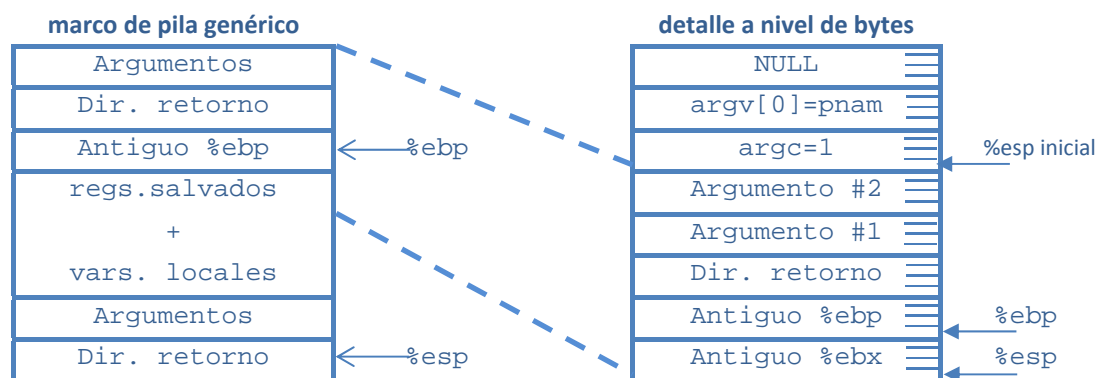 marco de pila genérico
Argumentos
Dir. retorno
Antiguo %ebp
%ebp
regs.salvados
+
vars. locales
Argumentos
Dir. retorno
%esp
detalle a nivel de bytes
NULL
argv[0]=pnam
argc=1
%esp inicial
Argumento #2
Argumento #1
Dir. retorno
Antiguo %ebp
%ebp
Antiguo %ebx
%esp